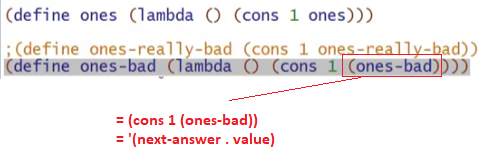 (define ones (lambda () (cons 1 ones)))
;(define ones-really-bad (cons 1 ones-really-bad))
(define ones-bad (lambda () (cons 1 (ones-bad))))
= (cons 1 (ones-bad))
= '(next-answer . value)